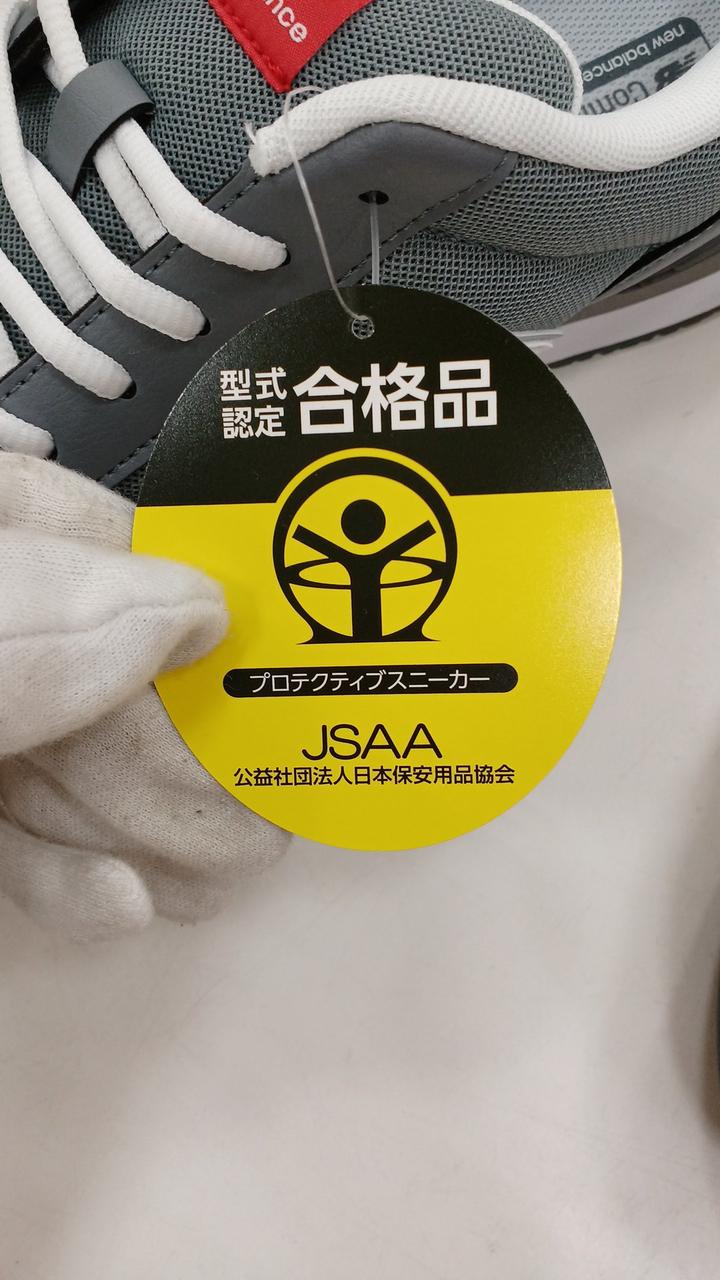 nce
new balance
型式
認定
合格品
プロテクティブスニーカー
JSAA
公益社団法人日本保安用品協会